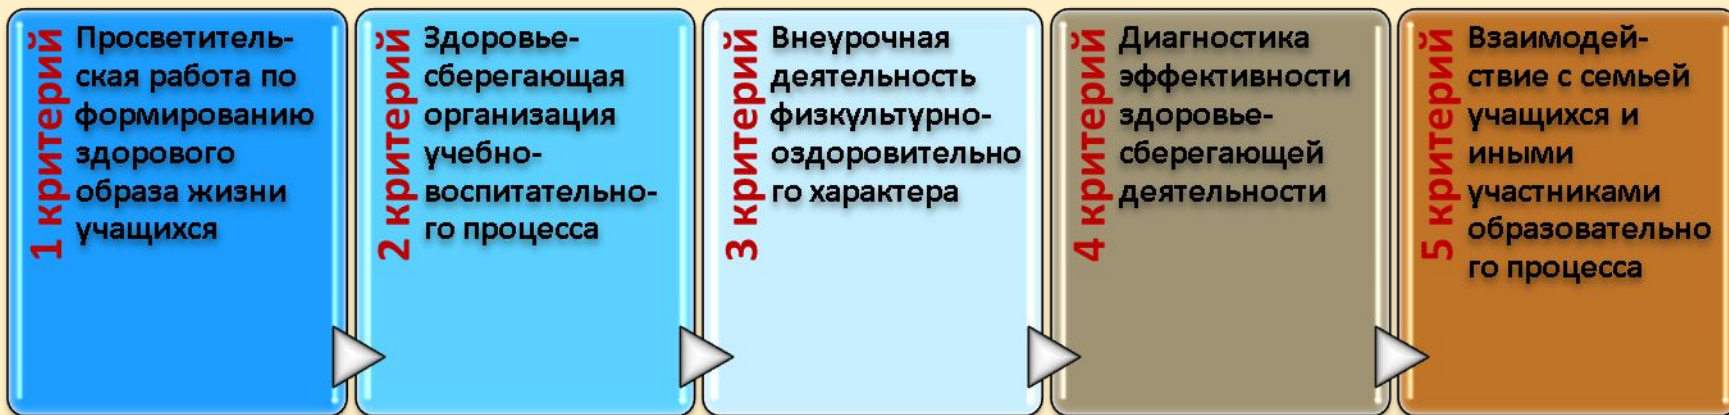 1 критерий
Просветитель-
ская работа по
формированию
здорового
образа жизни
учащихся
2 критерий
Здоровье-
сберегающая
организация
учебно-
воспитательно-
го процесса
3 критерий
Внеурочная
деятельность
физкультурно-
оздоровительно
го характера
4 критерий
Диагностика
эффективности
здоровье-
сберегающей
деятельности
5 критерий
Взаимодей-
ствие с семьей
учащихся и
иными
участниками
образовательно
го процесса